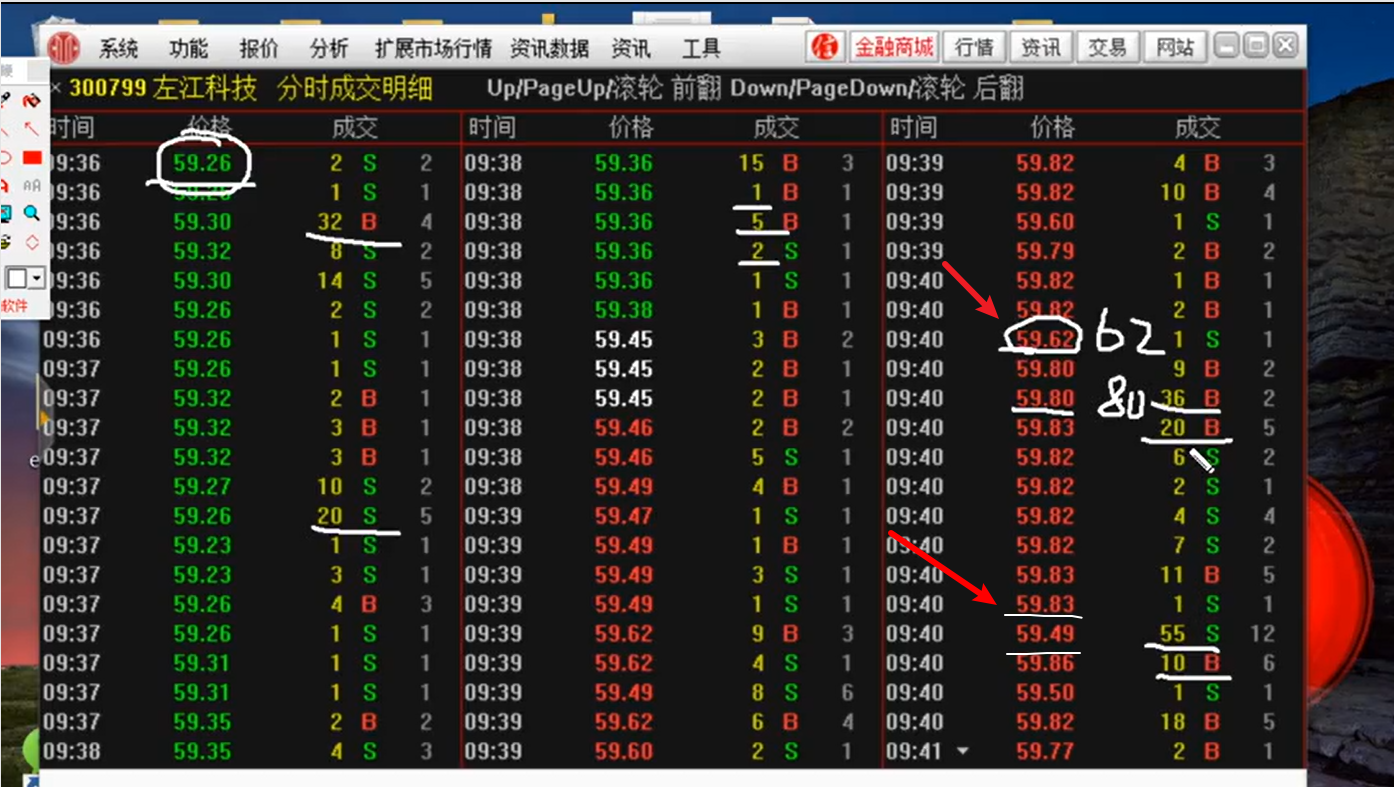 系统 功能 报价 分析 扩展市场行情 资讯数据 资讯 工具 金融商城 行情 资讯 交易 网站
300799 左江科技 分时成交明细 Up/PageUp/滚轮 前翻 Down/PageDown/滚轮 后翻
时间 价格 成交 时间 价格 成交 时间 价格 成交
09:36 59.26 2 S 2 09:38 59.36 15 B 3 09:39 59.82 4 B 3
09:36 59.26 1 S 1 09:38 59.36 1 B 1 09:39 59.82 10 B 4
09:36 59.30 32 B 4 09:38 59.36 5 B 1 09:39 59.60 1 S 1
09:36 59.32 8 S 2 09:38 59.36 2 S 1 09:39 59.79 2 B 2
09:36 59.30 14 S 5 09:38 59.36 1 S 1 09:40 59.82 1 B 1
09:36 59.26 2 S 2 09:38 59.38 1 B 1 09:40 59.82 2 B 1
09:36 59.26 1 S 1 09:38 59.45 3 B 2 09:40 59.62 62 1 S 1
09:37 59.26 1 S 1 09:38 59.45 2 B 1 09:40 59.80 9 B 2
09:37 59.32 2 B 1 09:38 59.45 2 B 1 09:40 59.80 80 36 B 2
09:37 59.32 3 B 1 09:38 59.46 2 B 2 09:40 59.83 20 B 5
09:37 59.32 3 B 1 09:38 59.46 5 S 1 09:40 59.82 6 S 2
09:37 59.27 10 S 2 09:38 59.49 4 B 1 09:40 59.82 2 S 1
09:37 59.26 20 S 5 09:39 59.47 1 S 1 09:40 59.82 4 S 4
09:37 59.23 1 S 1 09:39 59.49 1 B 1 09:40 59.82 7 S 2
09:37 59.23 3 S 1 09:39 59.49 3 S 1 09:40 59.83 11 B 5
09:37 59.26 4 B 3 09:39 59.49 1 S 1 09:40 59.83 1 S 1
09:37 59.26 1 S 1 09:39 59.62 9 B 3 09:40 59.49 55 S 12
09:37 59.31 1 S 1 09:39 59.62 4 S 1 09:40 59.86 10 B 6
09:37 59.31 1 S 1 09:39 59.49 8 S 6 09:40 59.50 1 S 1
09:37 59.35 2 B 2 09:39 59.62 6 B 4 09:40 59.82 18 B 5
09:38 59.35 4 S 3 09:39 59.60 2 S 1 09:41 59.77 2 B 1
软件